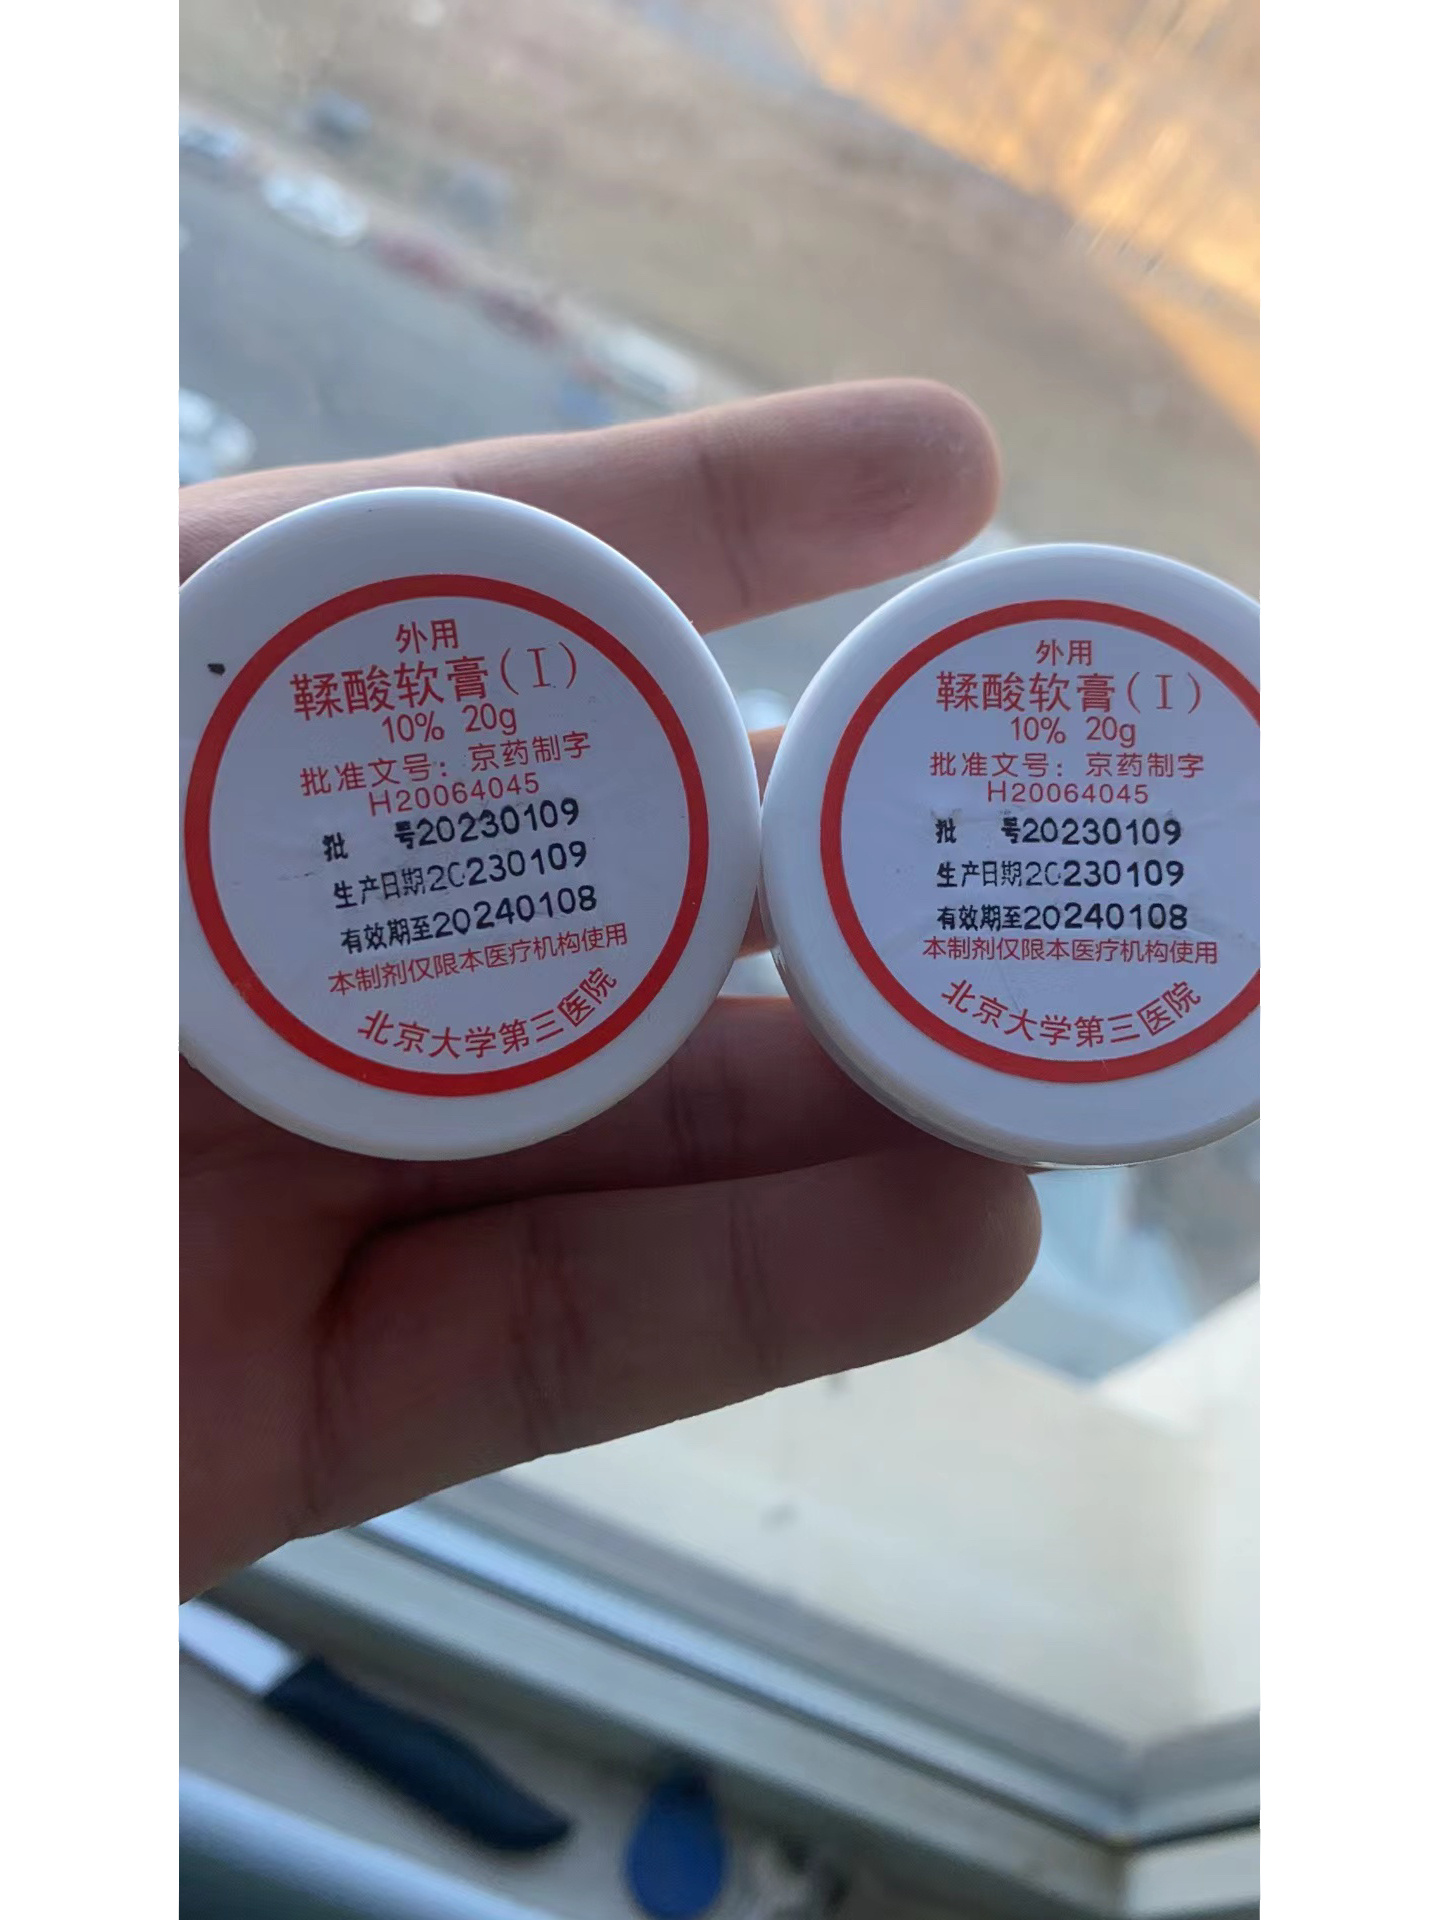 外用
鞣酸软膏(I)
10% 20g
批准文号：京药制字
H20064045
批 号20230109
生产日期20230109
有效期至20240108
本制剂仅限本医疗机构使用
北京大学第三医院
外用
鞣酸软膏(I)
10% 20g
批准文号：京药制字
H20064045
批 号20230109
生产日期20230109
有效期至20240108
本制剂仅限本医疗机构使用
北京大学第三医院